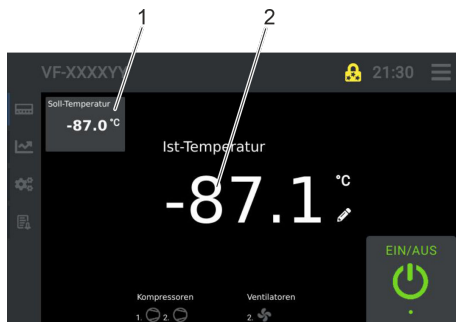 1 2
VF-XXXXYY 21:30
Soll-Temperatur
-87.0 °C
Ist-Temperatur
-87.1 °C
EIN/AUS
Kompressoren Ventilatoren
1. 2. 2.